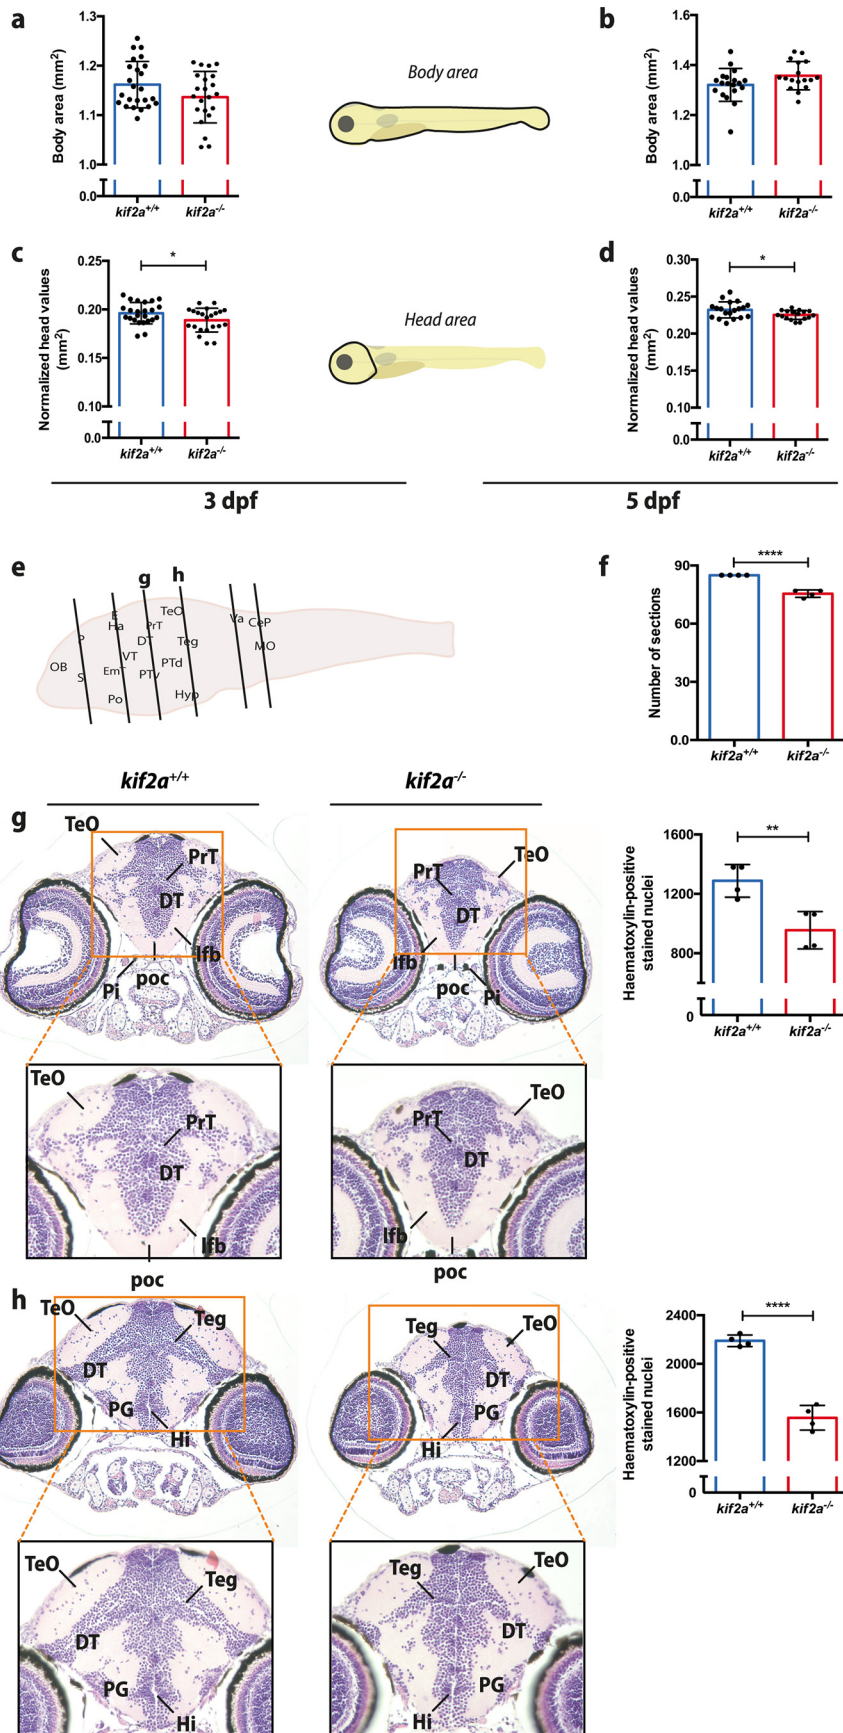 a
1.3
1.2
1.1
1.0
0.0
Body area (mm²)
kif2a+/+
kif2a-/-
Body area
b
1.6
1.4
1.2
1.0
0.0
Body area (mm²)
kif2a+/+
kif2a-/-
c
0.25
0.20
0.15
0.10
0.0
Normalized head values
(mm²)
*
kif2a+/+
kif2a-/-
Head area
d
0.30
0.25
0.20
0.15
0.10
0.0
Normalized head values
(mm²)
*
kif2a+/+
kif2a-/-
3 dpf
5 dpf
e
g
h
OB
P
S
E
Ha
EmT
Po
VT
PrT
DT
PTv
TeO
Teg
PTd
Hyp
Va
CeP
MO
f
90
60
30
0.0
Number of sections
****
kif2a+/+
kif2a-/-
kif2a+/+
kif2a-/-
g
TeO
PrT
DT
lfb
poc
Pi
TeO
PrT
DT
lfb
poc
Pi
1600
1200
800
0
Haematoxylin-positive
stained nuclei
**
kif2a+/+
kif2a-/-
TeO
PrT
DT
lfb
poc
TeO
PrT
DT
lfb
poc
h
TeO
Teg
DT
PG
Hi
Teg
TeO
DT
PG
Hi
2400
2000
1600
1200
0
Haematoxylin-positive
stained nuclei
****
kif2a+/+
kif2a-/-
TeO
Teg
DT
PG
Hi
Teg
TeO
DT
PG
Hi